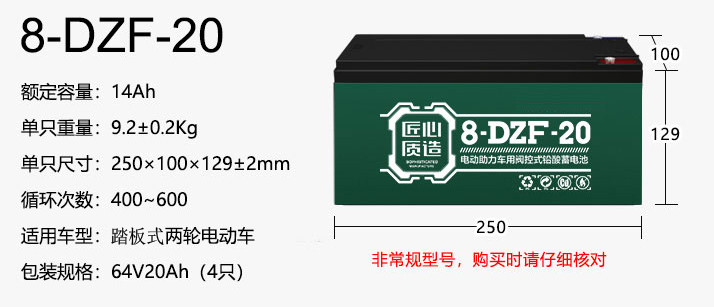 8-DZF-20
额定容量：14Ah
单只重量：9.2±0.2Kg
单只尺寸：250×100×129±2mm
循环次数：400~600
适用车型：踏板式两轮电动车
包装规格：64V20Ah（4只）
100
129
匠心
质造
SOPHISTICATED
MANUFACTURE
8-DZF-20
电动助力车用阀控式铅酸蓄电池
250
非常规型号，购买时请仔细核对